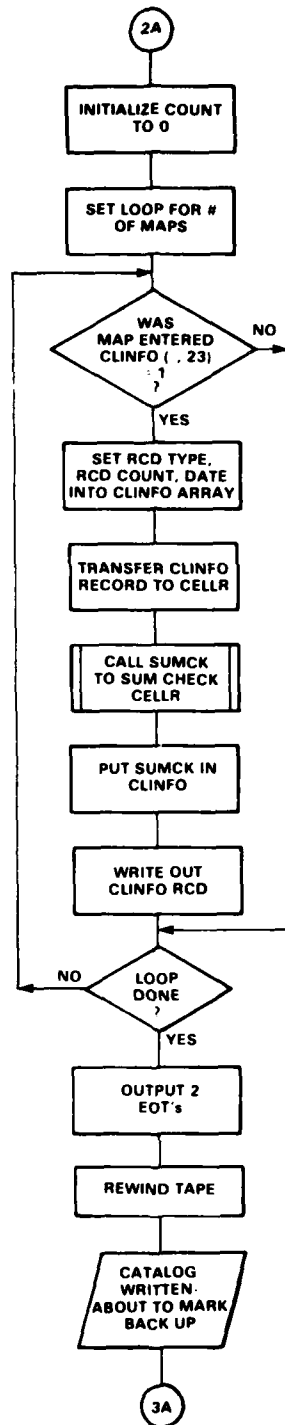 2A
INITIALIZE COUNT
TO 0
SET LOOP FOR #
OF MAPS
WAS
MAP ENTERED
CLINFO ( , 23)
: 1
?
NO
YES
SET RCD TYPE,
RCD COUNT, DATE
INTO CLINFO ARRAY
TRANSFER CLINFO
RECORD TO CELLR
CALL SUMCK
TO SUM CHECK
CELLR
PUT SUMCK IN
CLINFO
WRITE OUT
CLINFO RCD
NO
LOOP
DONE
?
YES
OUTPUT 2
EOT's
REWIND TAPE
CATALOG
WRITTEN.
ABOUT TO MARK
BACK UP
3A